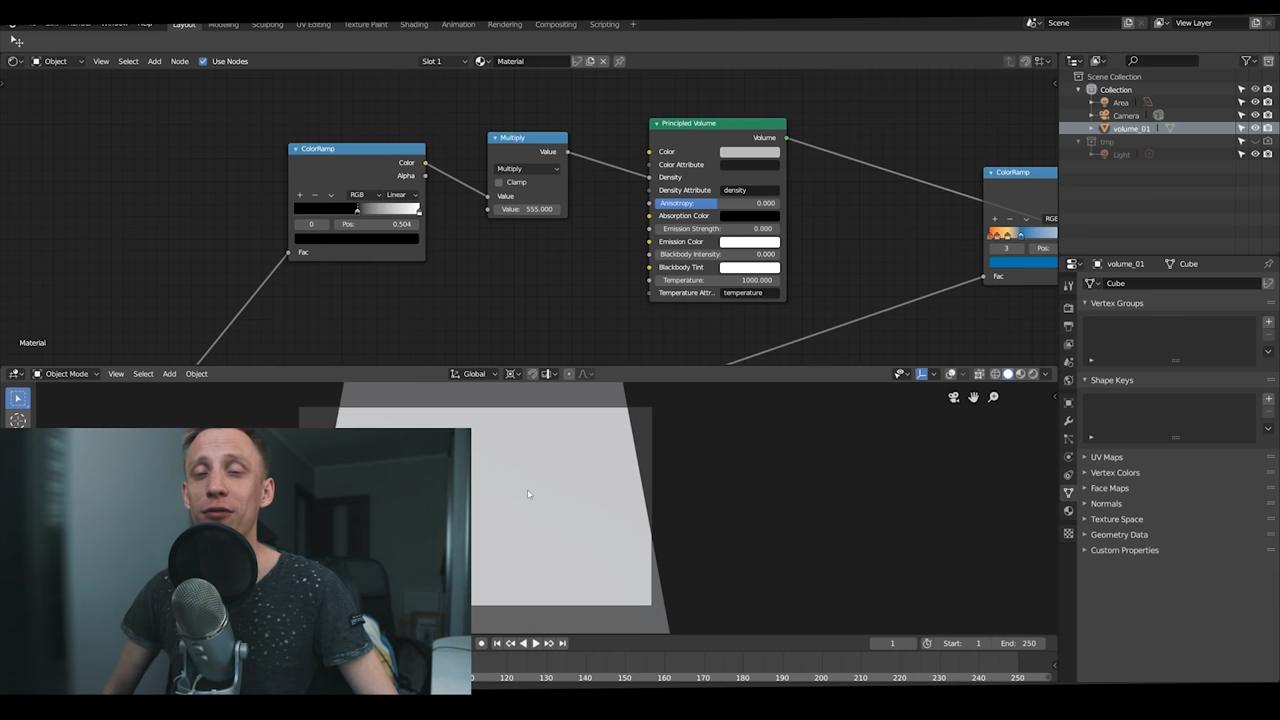 Layout Modeling Sculpting UV Editing Texture Paint Shading Animation Rendering Compositing Scripting + Scene View Layer
Object View Select Add Node Use Nodes Slot 1 Material
Scene Collection
Collection
Area
Camera
volume_01
tmp
Light
ColorRamp
Color
Alpha
RGB Linear
0 Pos: 0.504
Fac
Multiply
Value
Multiply
Clamp
Value
Value: 555.000
Principled Volume
Volume
Color
Color Attribute
Density
Density Attribute density
Anisotropy: 0.000
Absorption Color
Emission Strength: 0.000
Emission Color
Blackbody Intensity: 0.000
Blackbody Tint
Temperature: 1000.000
Temperature Attr.. temperature
ColorRamp
RGB
3 Pos:
Fac
Material
volume_01 Cube
Cube
Vertex Groups
Shape Keys
UV Maps
Vertex Colors
Face Maps
Normals
Texture Space
Geometry Data
Custom Properties
Object Mode View Select Add Object Global
1 Start: 1 End: 250
120 130 140 150 160 170 180 190 200 210 220 230 240 250